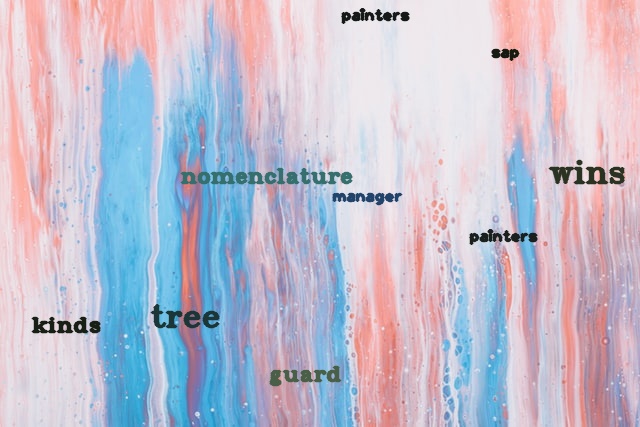 painters
sap
wins
nomenclature
manager
painters
tree
kinds
guard